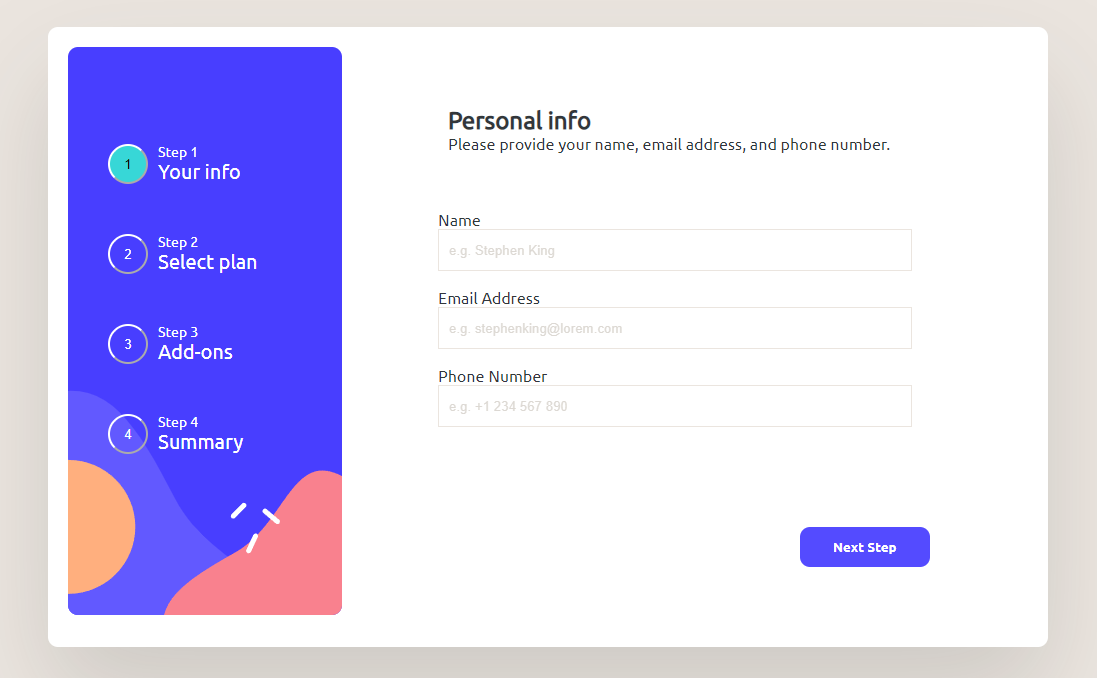 1
Step 1
Your info
2
Step 2
Select plan
3
Step 3
Add-ons
4
Step 4
Summary
Personal info
Please provide your name, email address, and phone number.
Name
e.g. Stephen King
Email Address
e.g. stephenking@lorem.com
Phone Number
e.g. +1 234 567 890
Next Step